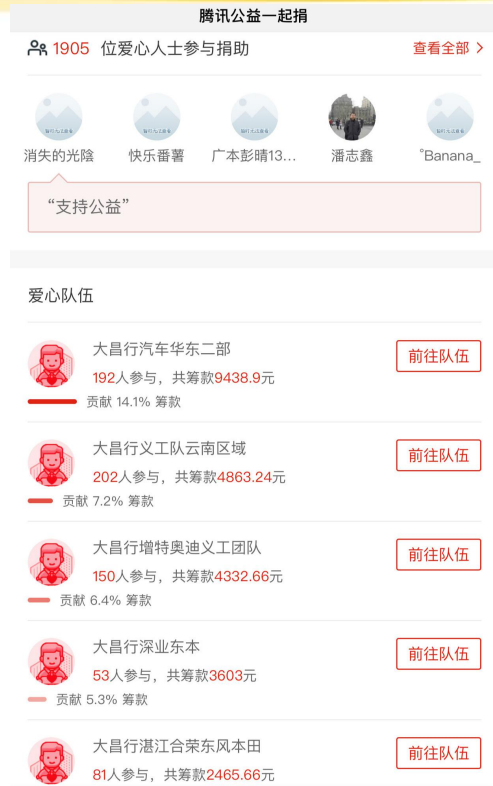 腾讯公益一起捐
1905 位爱心人士参与捐助 查看全部
消失的光陰 快乐番薯 广本彭晴13... 潘志鑫 °Banana_
“支持公益”
爱心队伍
大昌行汽车华东二部
前往队伍
192人参与，共筹款9438.9元
贡献 14.1% 筹款
大昌行义工队云南区域
前往队伍
202人参与，共筹款4863.24元
贡献 7.2% 筹款
大昌行增特奥迪义工团队
前往队伍
150人参与，共筹款4332.66元
贡献 6.4% 筹款
大昌行深业东本
前往队伍
53人参与，共筹款3603元
贡献 5.3% 筹款
大昌行湛江合荣东风本田
前往队伍
81人参与，共筹款2465.66元